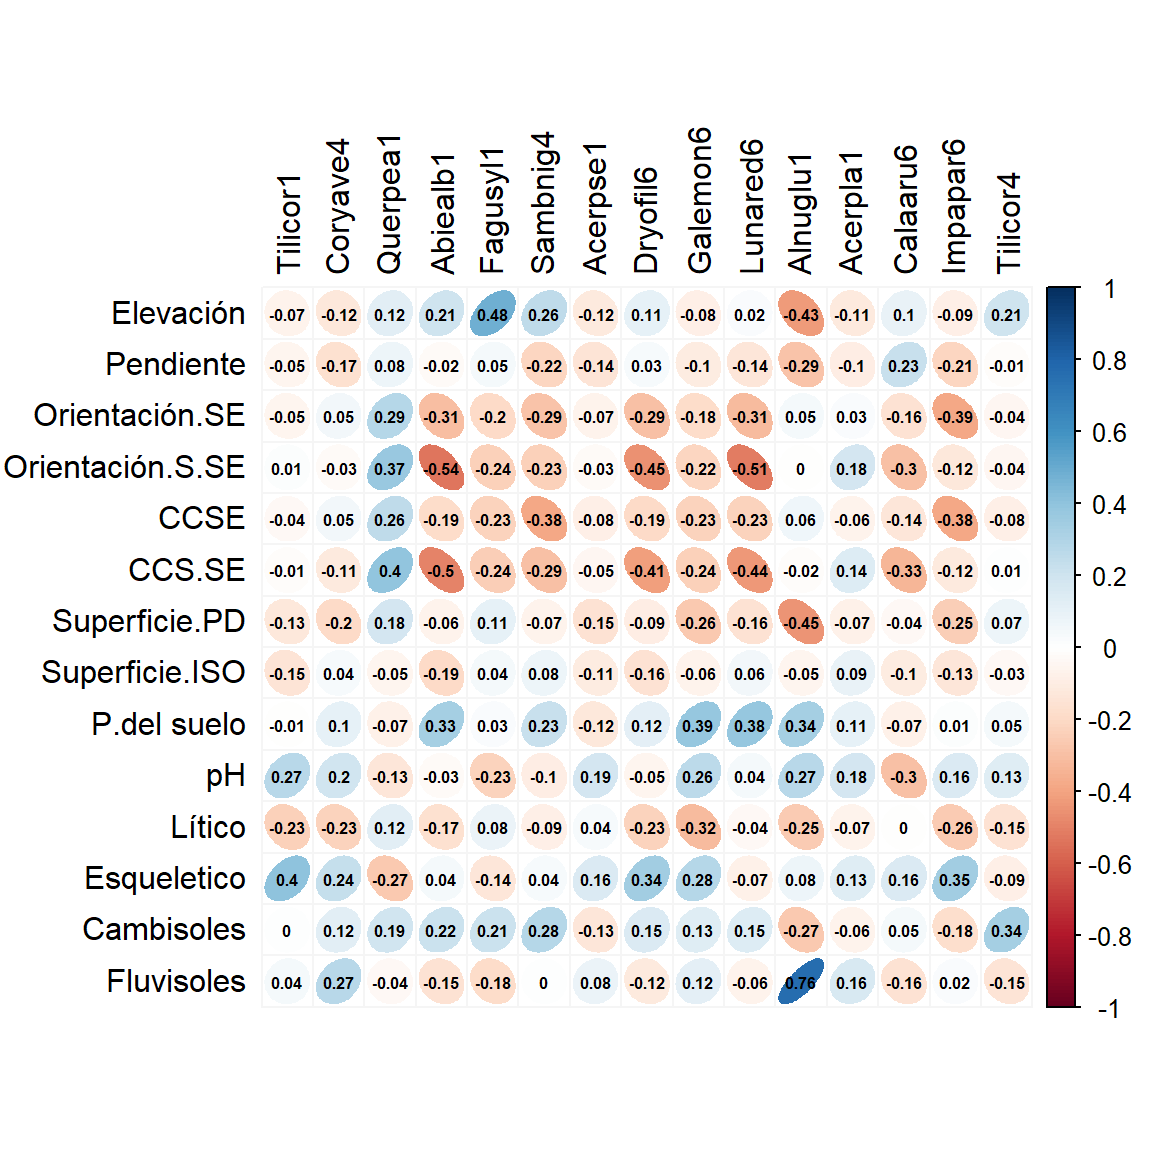 Tilicor1 Coryave4 Querpea1 Abiealb1 Fagusyl1 Sambnig4 Acerpse1 Dryofil6 Galemon6 Lunared6 Alnuglu1 Acerpla1 Calaaru6 Impapar6 Tilicor4
Elevación -0.07 -0.12 0.12 0.21 0.48 0.26 -0.12 0.11 -0.08 0.02 -0.43 -0.11 0.1 -0.09 0.21
Pendiente -0.05 -0.17 0.08 -0.02 0.05 -0.22 -0.14 0.03 -0.1 -0.14 -0.29 -0.1 0.23 -0.21 -0.01
Orientación.SE -0.05 0.05 0.29 -0.31 -0.2 -0.29 -0.07 -0.29 -0.18 -0.31 0.05 0.03 -0.16 -0.39 -0.04
Orientación.S.SE 0.01 -0.03 0.37 -0.54 -0.24 -0.23 -0.03 -0.45 -0.22 -0.51 0 0.18 -0.3 -0.12 -0.04
CCSE -0.04 0.05 0.26 -0.19 -0.23 -0.38 -0.08 -0.19 -0.23 -0.23 0.06 -0.06 -0.14 -0.38 -0.08
CCS.SE -0.01 -0.11 0.4 -0.5 -0.24 -0.29 -0.05 -0.41 -0.24 -0.44 -0.02 0.14 -0.33 -0.12 0.01
Superficie.PD -0.13 -0.2 0.18 -0.06 0.11 -0.07 -0.15 -0.09 -0.26 -0.16 -0.45 -0.07 -0.04 -0.25 0.07
Superficie.ISO -0.15 0.04 -0.05 -0.19 0.04 0.08 -0.11 -0.16 -0.06 0.06 -0.05 0.09 -0.1 -0.13 -0.03
P.del suelo -0.01 0.1 -0.07 0.33 0.03 0.23 -0.12 0.12 0.39 0.38 0.34 0.11 -0.07 0.01 0.05
pH 0.27 0.2 -0.13 -0.03 -0.23 -0.1 0.19 -0.05 0.26 0.04 0.27 0.18 -0.3 0.16 0.13
Lítico -0.23 -0.23 0.12 -0.17 0.08 -0.09 0.04 -0.23 -0.32 -0.04 -0.25 -0.07 0 -0.26 -0.15
Esqueletico 0.4 0.24 -0.27 0.04 -0.14 0.04 0.16 0.34 0.28 -0.07 0.08 0.13 0.16 0.35 -0.09
Cambisoles 0 0.12 0.19 0.22 0.21 0.28 -0.13 0.15 0.13 0.15 -0.27 -0.06 0.05 -0.18 0.34
Fluvisoles 0.04 0.27 -0.04 -0.15 -0.18 0 0.08 -0.12 0.12 -0.06 0.76 0.16 -0.16 0.02 -0.15
1
0.8
0.6
0.4
0.2
0
-0.2
-0.4
-0.6
-0.8
-1